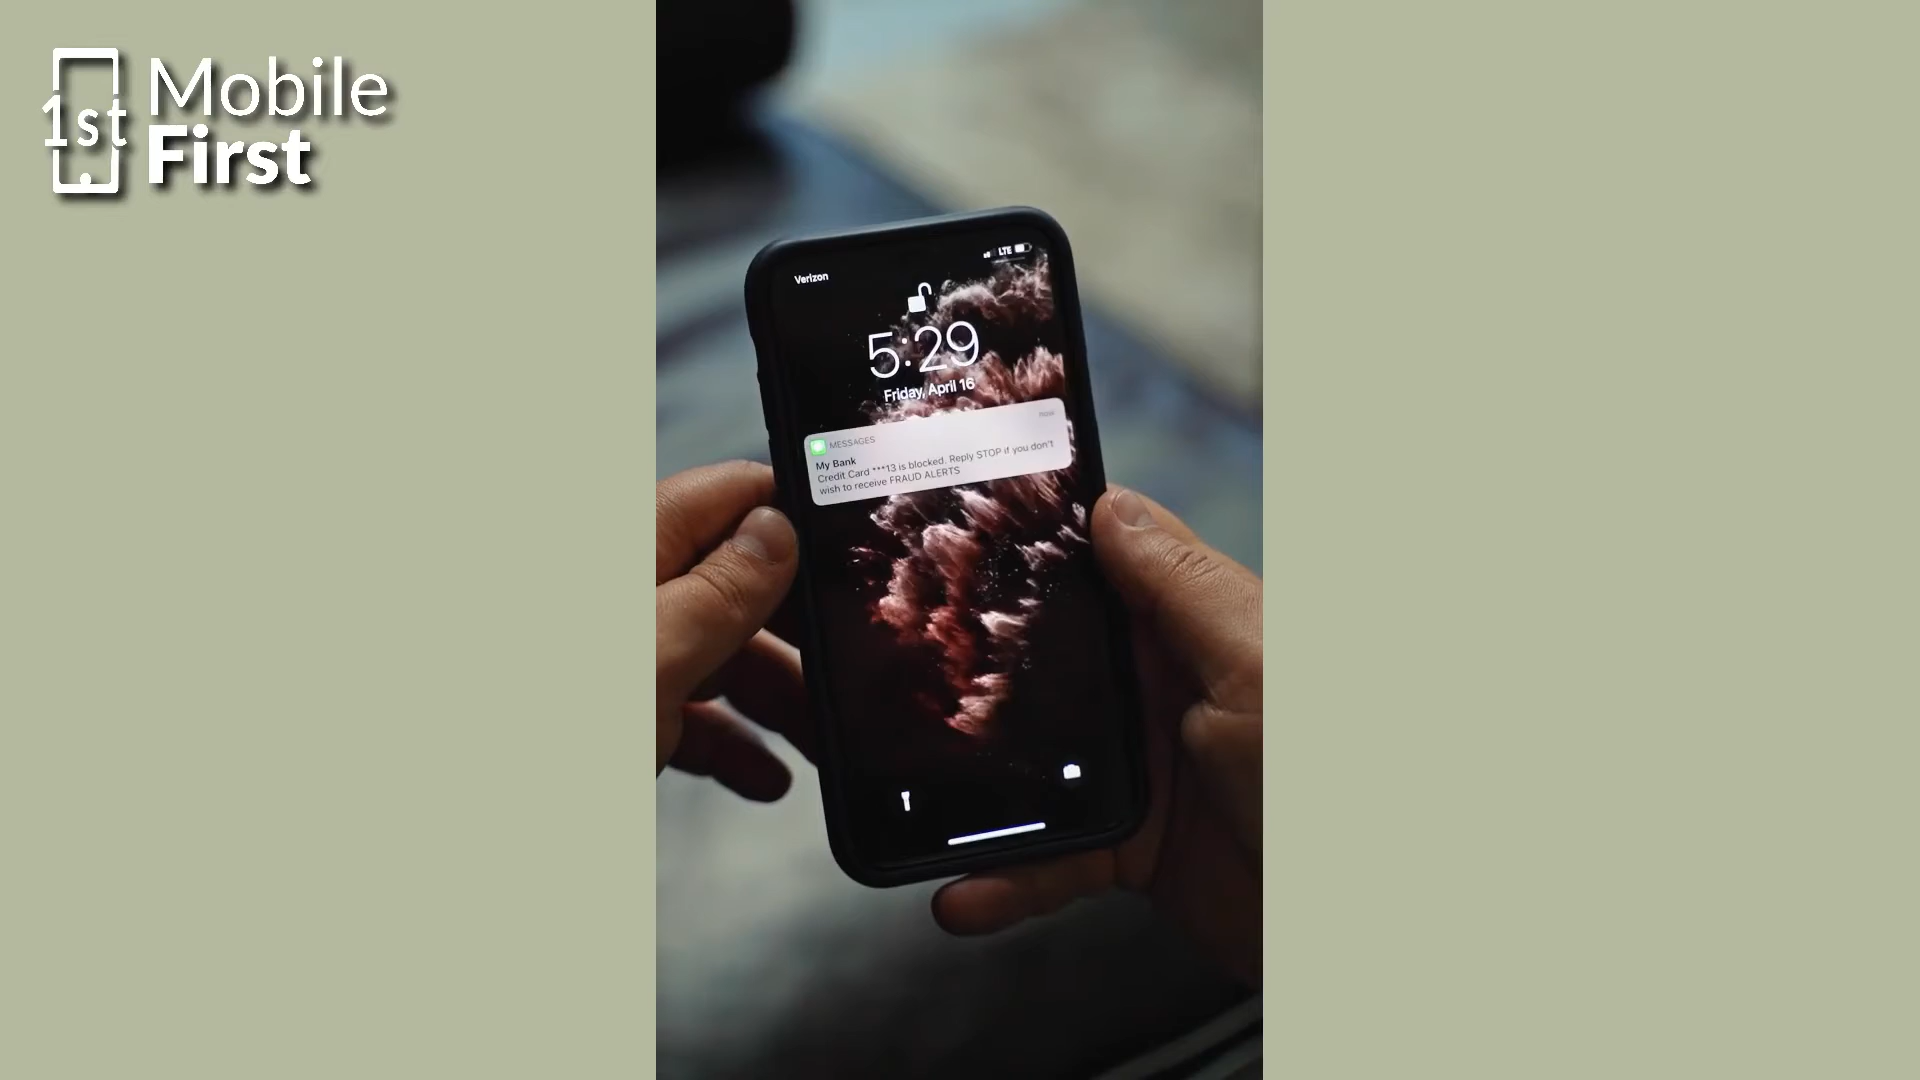 1st
Mobile
First
Verizon
LTE
5:29
Friday, April 16
MESSAGES
now
My Bank
Credit Card ***13 is blocked. Reply STOP if you don't
wish to receive FRAUD ALERTS